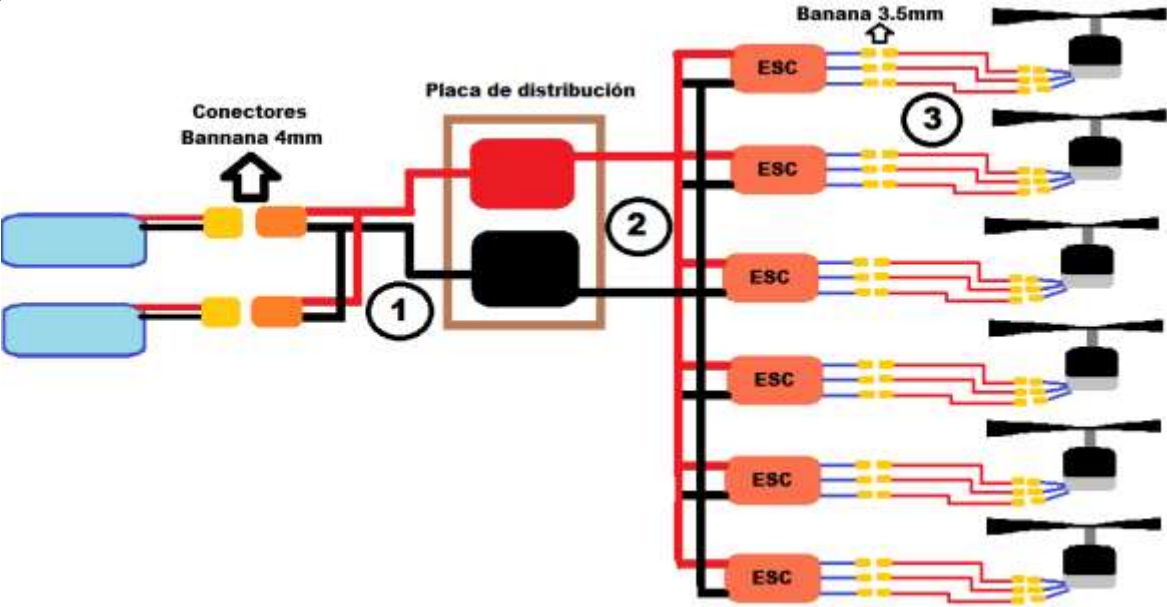 Banana 3.5mm
ESC
Placa de distribución
Conectores
Bannana 4mm
3
ESC
2
ESC
1
ESC
ESC
ESC